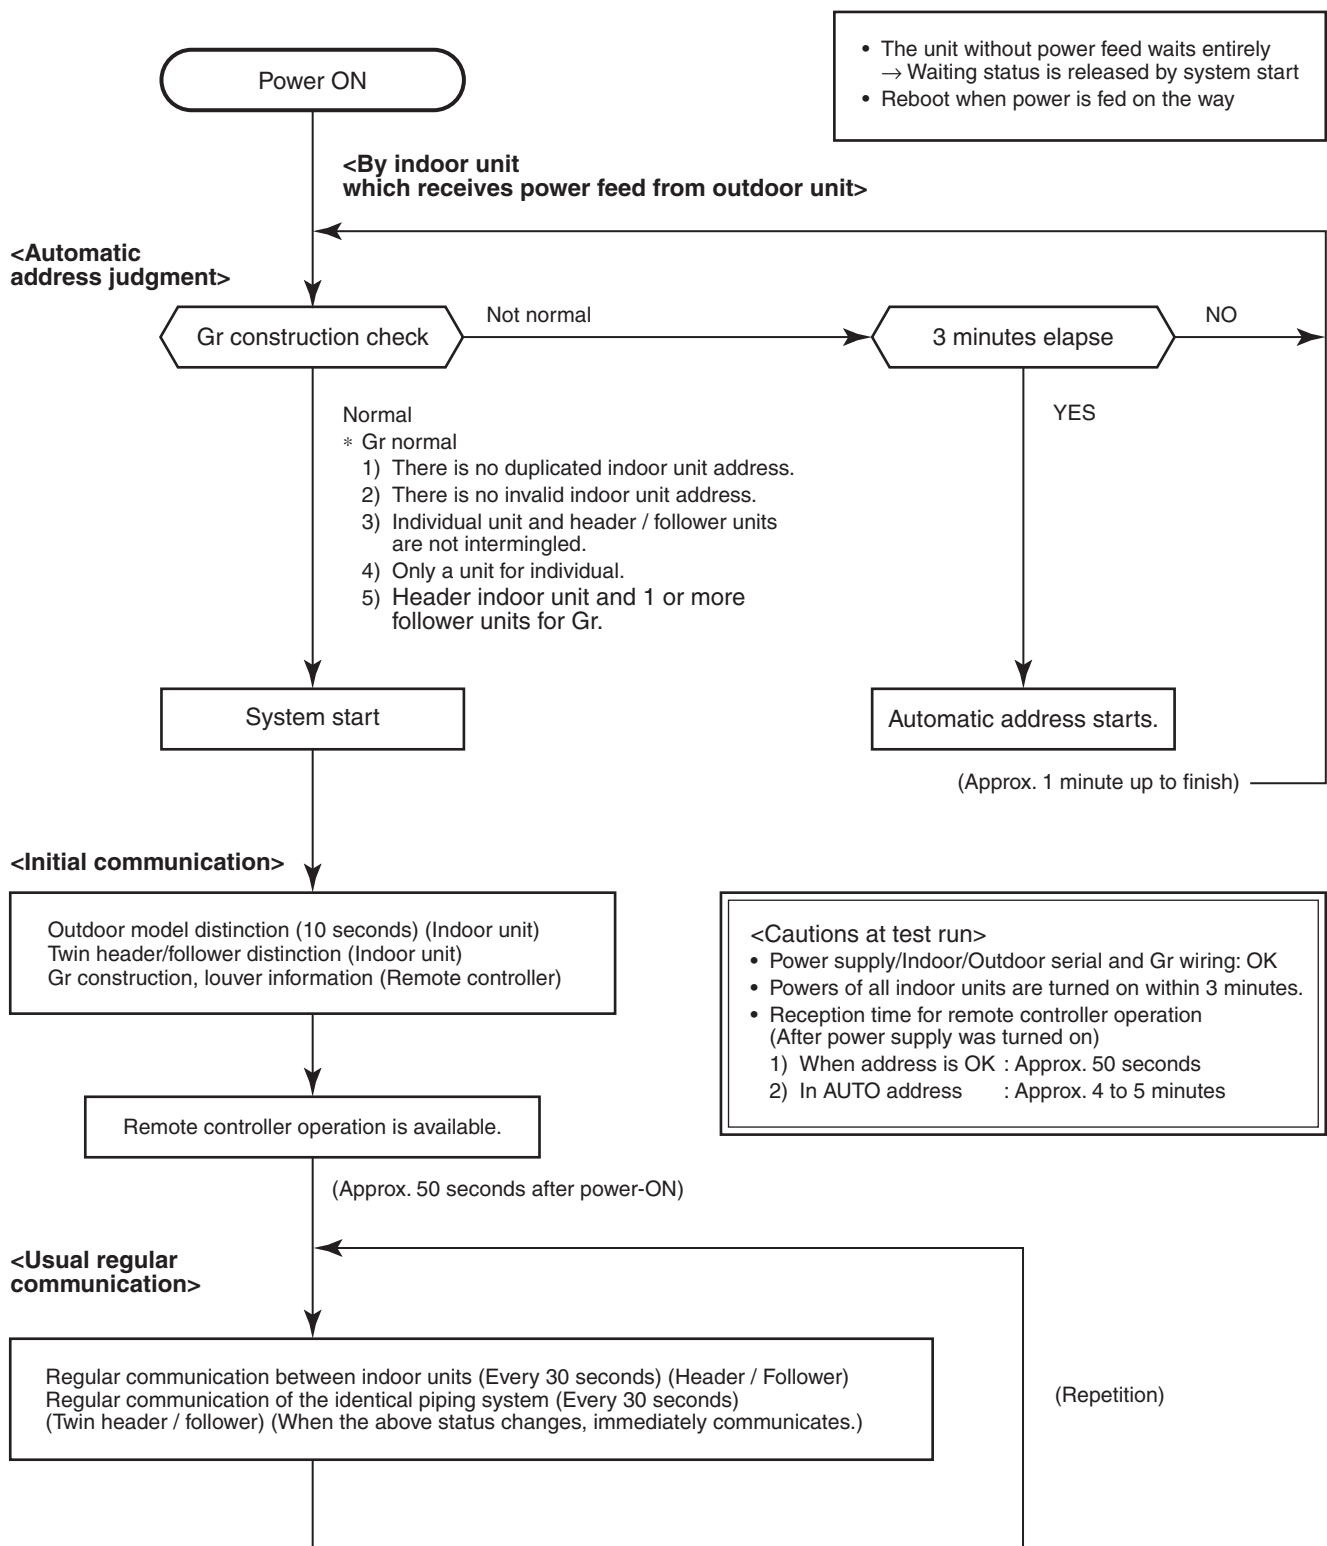 Power ON
• The unit without power feed waits entirely
→ Waiting status is released by system start
• Reboot when power is fed on the way
<By indoor unit
which receives power feed from outdoor unit>
<Automatic
address judgment>
Gr construction check
Not normal
3 minutes elapse
NO
YES
Normal
* Gr normal
1) There is no duplicated indoor unit address.
2) There is no invalid indoor unit address.
3) Individual unit and header / follower units
are not intermingled.
4) Only a unit for individual.
5) Header indoor unit and 1 or more
follower units for Gr.
System start
Automatic address starts.
(Approx. 1 minute up to finish)
<Initial communication>
Outdoor model distinction (10 seconds) (Indoor unit)
Twin header/follower distinction (Indoor unit)
Gr construction, louver information (Remote controller)
<Cautions at test run>
• Power supply/Indoor/Outdoor serial and Gr wiring: OK
• Powers of all indoor units are turned on within 3 minutes.
• Reception time for remote controller operation
(After power supply was turned on)
1) When address is OK : Approx. 50 seconds
2) In AUTO address : Approx. 4 to 5 minutes
Remote controller operation is available.
(Approx. 50 seconds after power-ON)
<Usual regular
communication>
Regular communication between indoor units (Every 30 seconds) (Header / Follower)
Regular communication of the identical piping system (Every 30 seconds)
(Twin header / follower) (When the above status changes, immediately communicates.)
(Repetition)